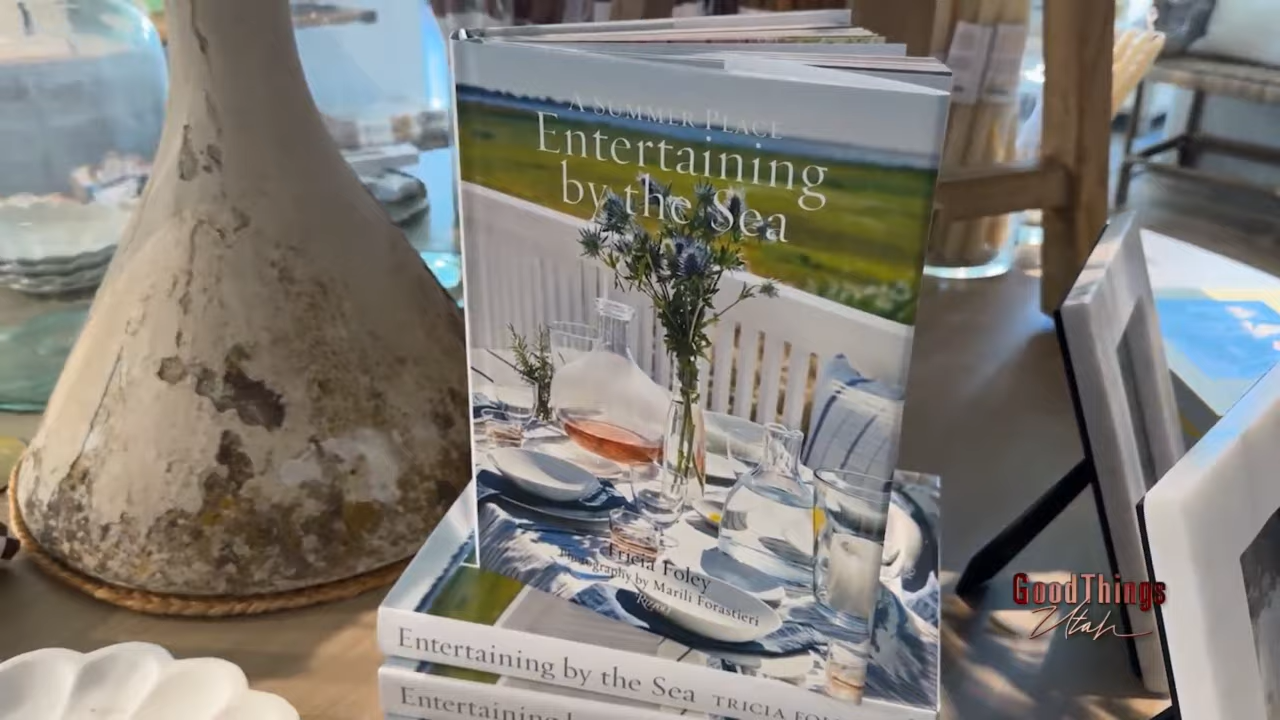 A SUMMER PLACE
Entertaining
by the Sea
Tricia Foley
Photography by Marili Forastieri
Entertaining by the Sea TRICIA
Entertaining
GoodThings
Utah